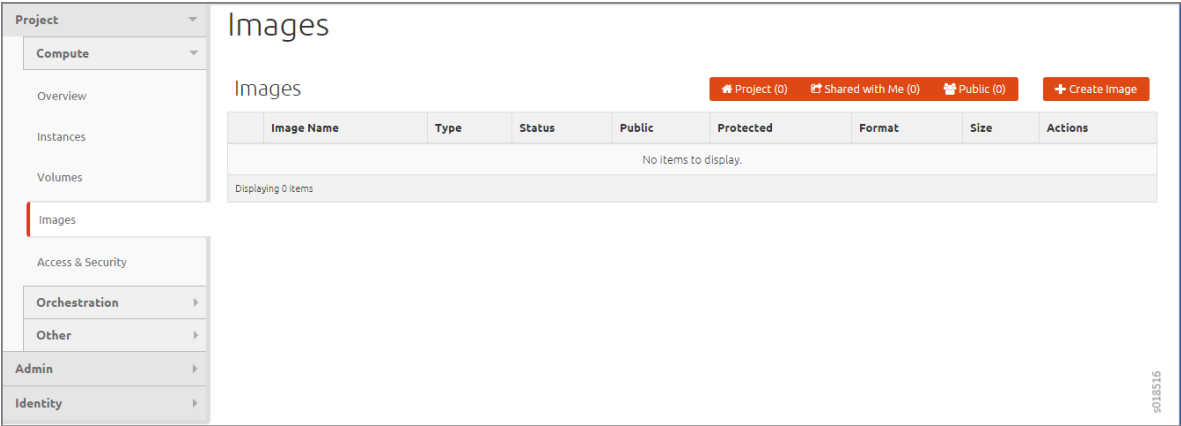 Project
Compute
Overview
Instances
Volumes
Images
Access & Security
Orchestration
Other
Admin
Identity
Images
Images
Project (0) Shared with Me (0) Public (0) Create Image
Image Name Type Status Public Protected Format Size Actions
No items to display.
Displaying 0 items
s018516